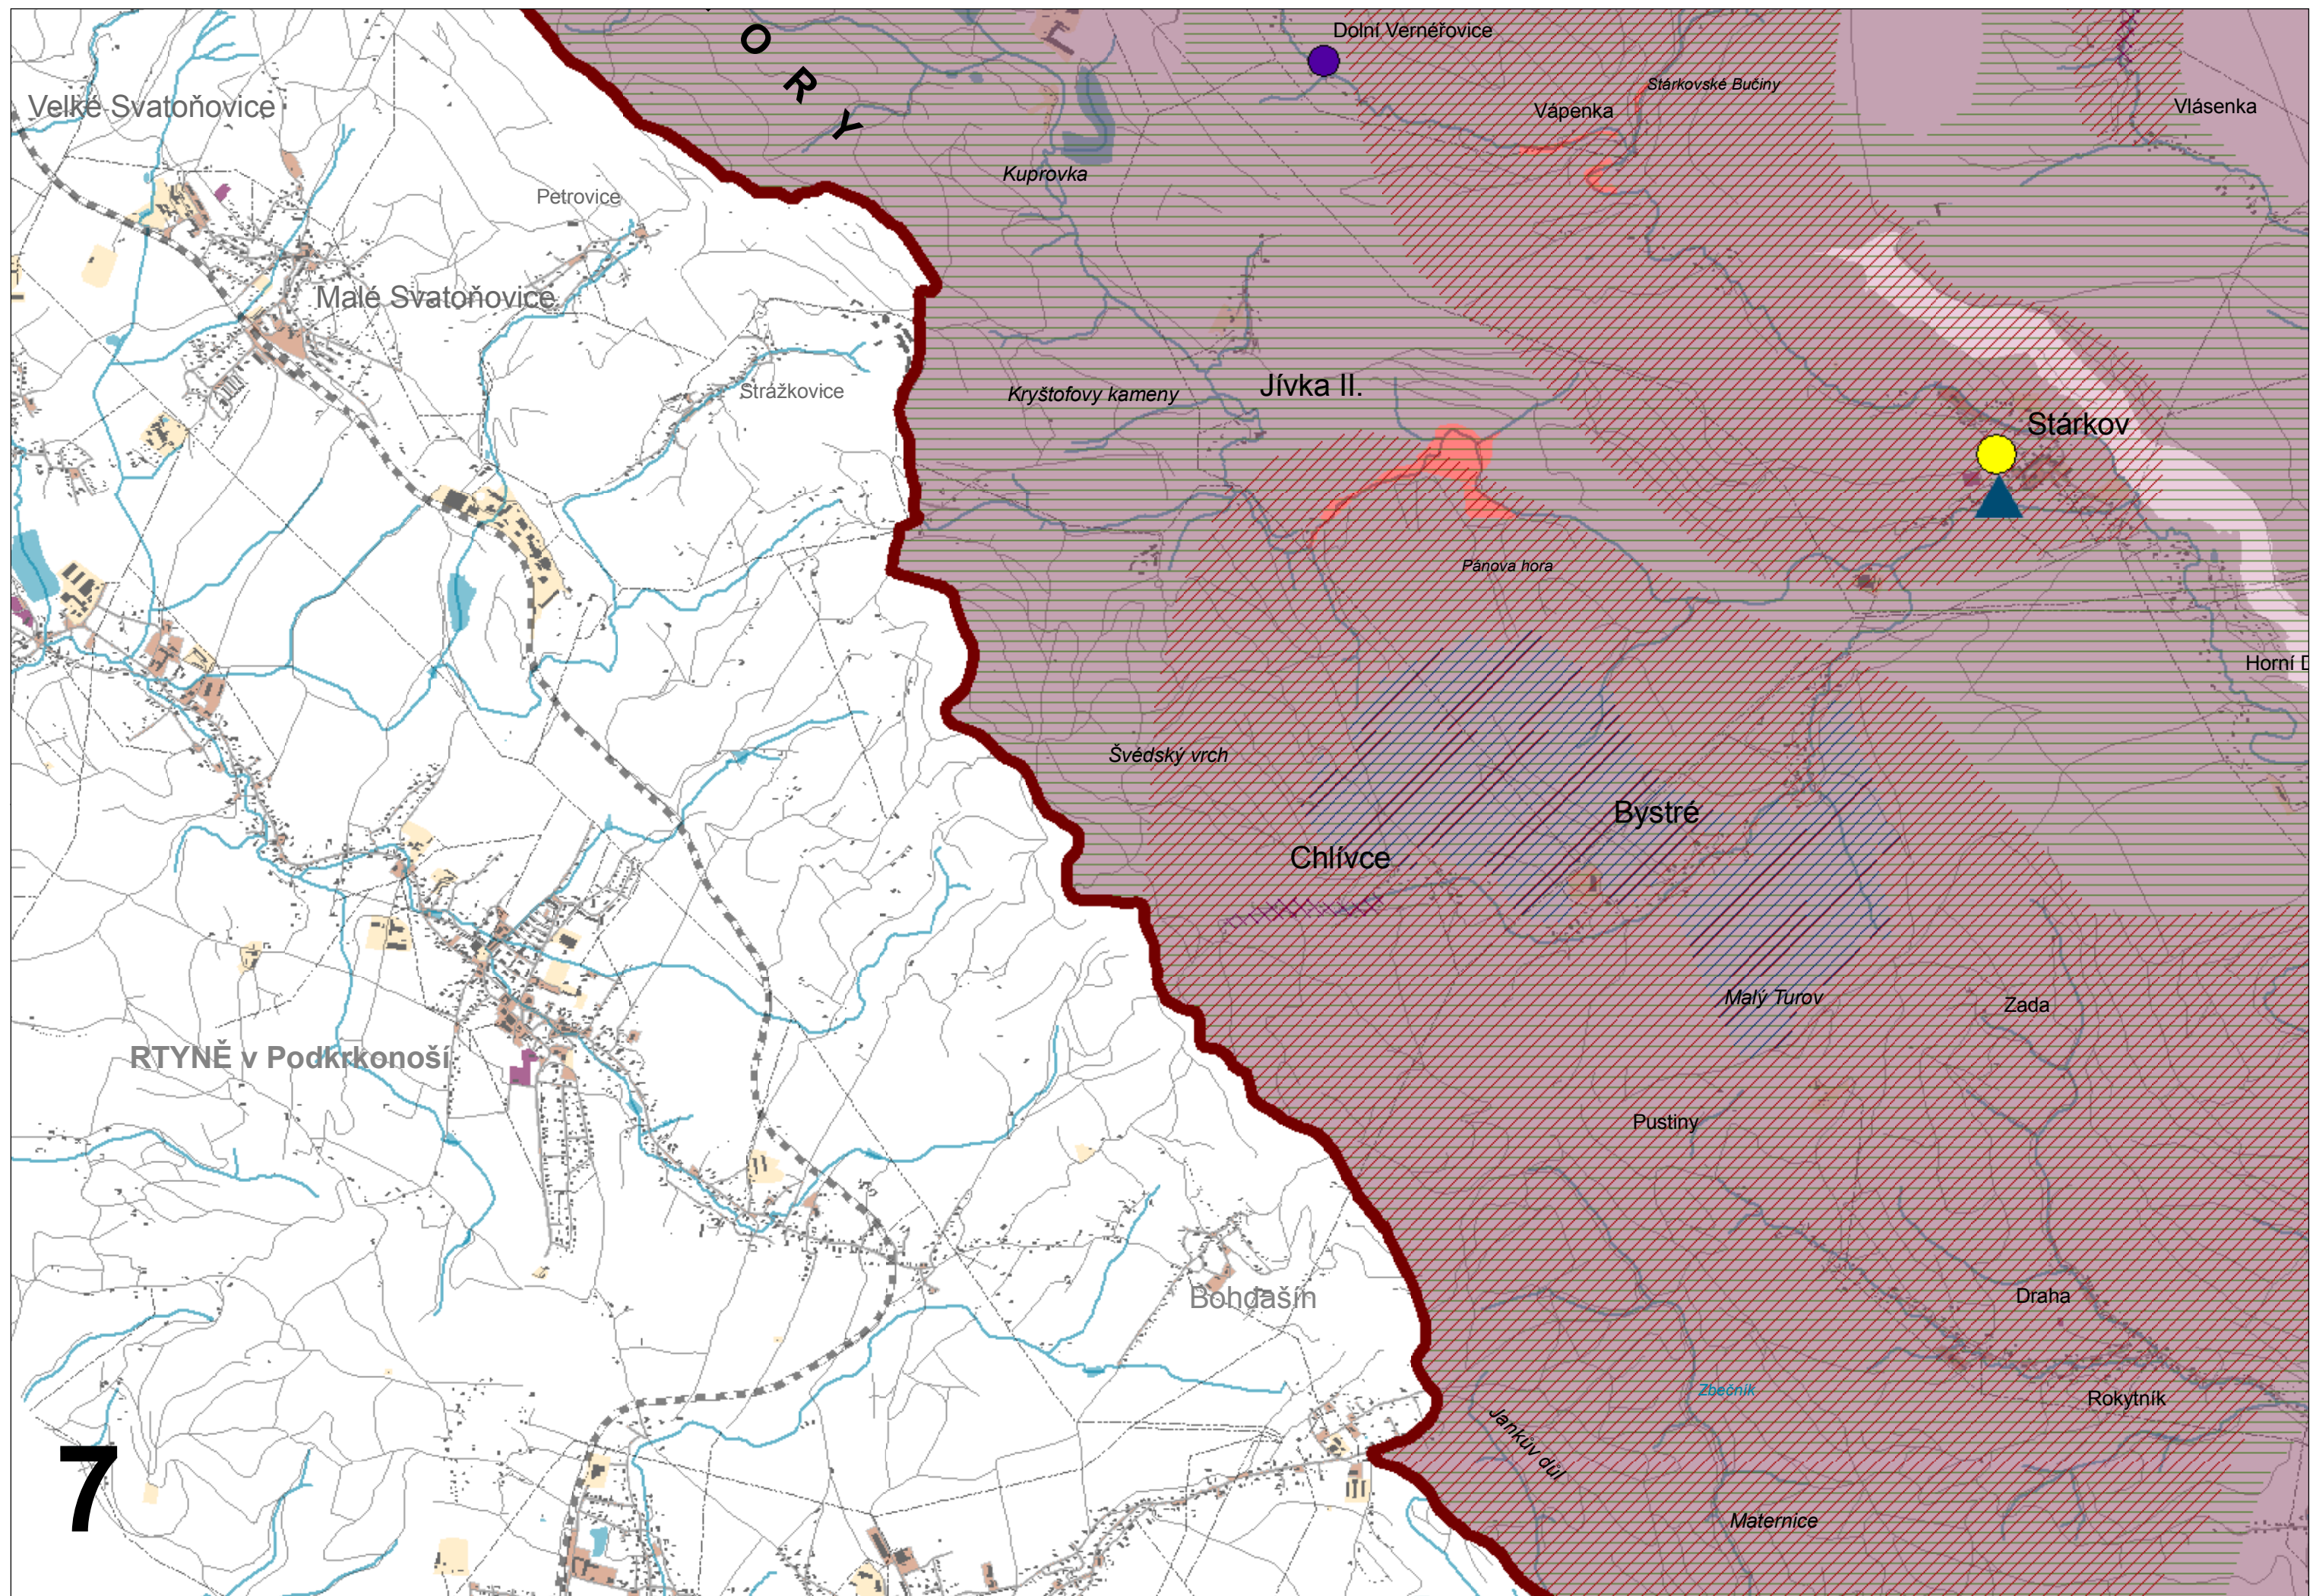 O
R
Y
Dolní Vernéřovice
Stárkovské Bučiny
Vápenka
Vlásenka
Velké Svatoňovice
Kuprovka
Petrovice
Malé Svatoňovice
Jívka II.
Strážkovice
Kryštofovy kameny
Stárkov
Pánova hora
Horní D
Švédský vrch
Bystré
Chlívce
Malý Turov
Zada
RTYNĚ v Podkrkonoší
Pustiny
Bohdašín
Draha
Zbečník
Rokytník
Jankův důl
7
Maternice